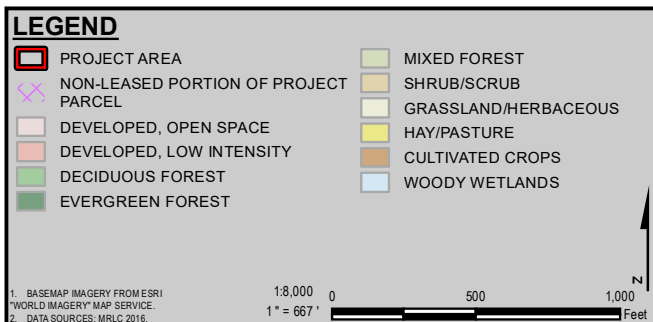 LEGEND
PROJECT AREA
NON-LEASED PORTION OF PROJECT
PARCEL
DEVELOPED, OPEN SPACE
DEVELOPED, LOW INTENSITY
DECIDUOUS FOREST
EVERGREEN FOREST
MIXED FOREST
SHRUB/SCRUB
GRASSLAND/HERBACEOUS
HAY/PASTURE
CULTIVATED CROPS
WOODY WETLANDS
1. BASEMAP IMAGERY FROM ESRI
"WORLD IMAGERY" MAP SERVICE.
2. DATA SOURCES: MRLC 2016.
1:8,000
1 " = 667 '
0 500 1,000
Feet
N